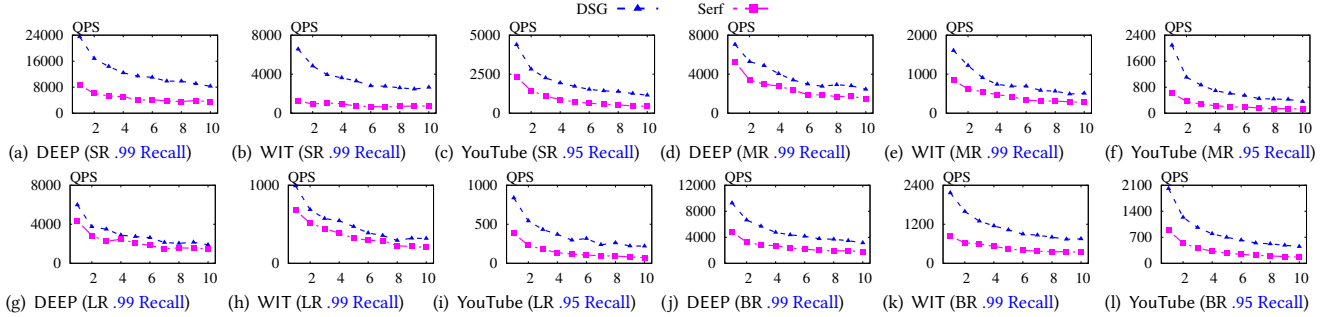 DSG Serf
QPS QPS QPS QPS QPS QPS
24000 8000 5000 8000 2000 2400
16000 1600
4000 2500 4000 1000
8000 800
0 0 0 0 0 0
2 4 6 8 10 2 4 6 8 10 2 4 6 8 10 2 4 6 8 10 2 4 6 8 10 2 4 6 8 10
(a) DEEP (SR .99 Recall) (b) WIT (SR .99 Recall) (c) YouTube (SR .95 Recall) (d) DEEP (MR .99 Recall) (e) WIT (MR .99 Recall) (f) YouTube (MR .95 Recall)
QPS QPS QPS QPS QPS QPS
8000 1000 1000 12000 2400 2100
8000 1600 1400
4000 500 500
4000 800 700
0 0 0 0 0 0
2 4 6 8 10 2 4 6 8 10 2 4 6 8 10 2 4 6 8 10 2 4 6 8 10 2 4 6 8 10
(g) DEEP (LR .99 Recall) (h) WIT (LR .99 Recall) (i) YouTube (LR .95 Recall) (j) DEEP (BR .99 Recall) (k) WIT (BR .99 Recall) (l) YouTube (BR .95 Recall)